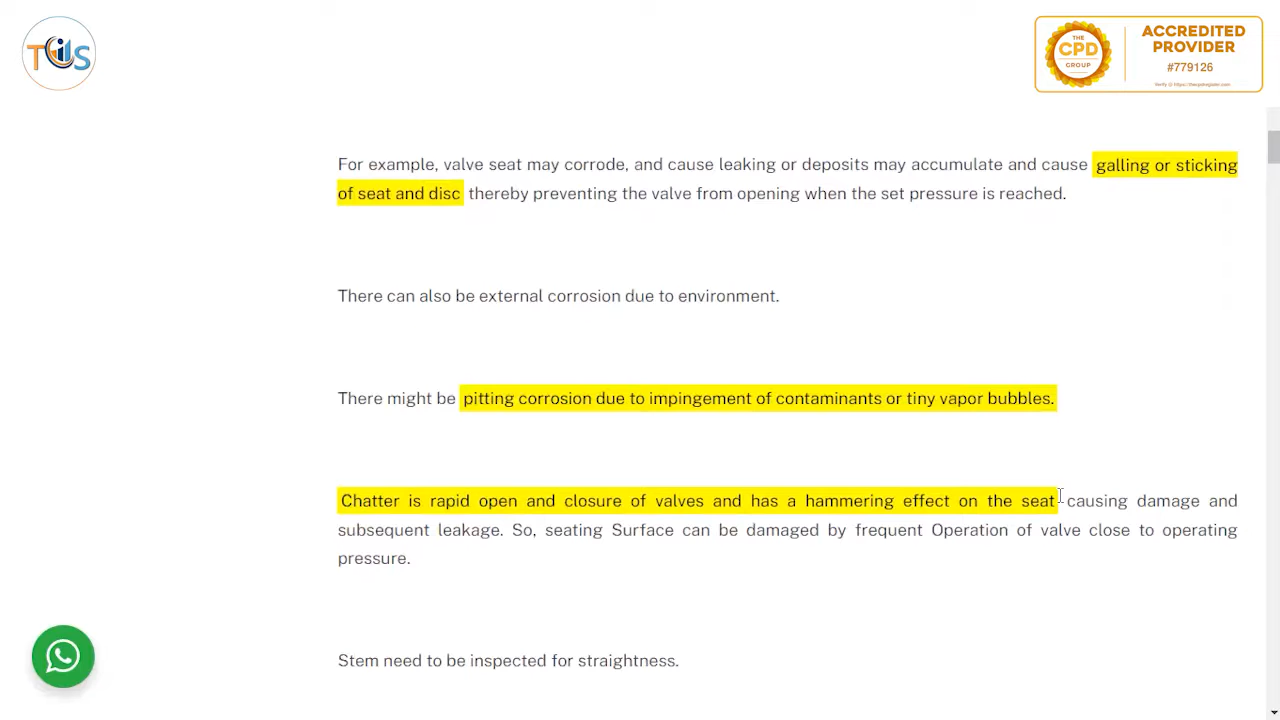 TCILS
THE
CPD
GROUP
ACCREDITED
PROVIDER
#779126
For example, valve seat may corrode, and cause leaking or deposits may accumulate and cause galling or sticking
of seat and disc thereby preventing the valve from opening when the set pressure is reached.
There can also be external corrosion due to environment.
There might be pitting corrosion due to impingement of contaminants or tiny vapor bubbles.
Chatter is rapid open and closure of valves and has a hammering effect on the seat causing damage and
subsequent leakage. So, seating Surface can be damaged by frequent Operation of valve close to operating
pressure.
Stem need to be inspected for straightness.